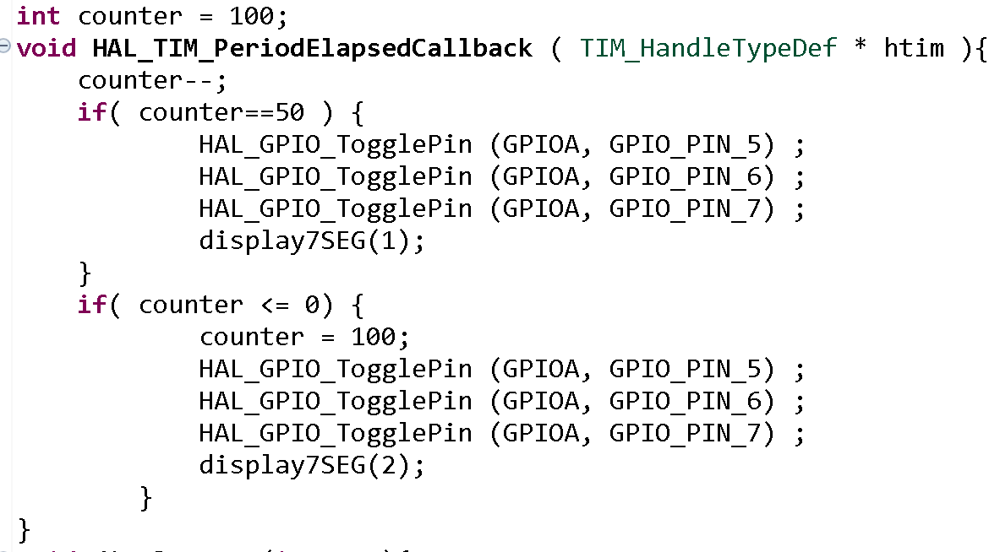 int counter = 100;
void HAL_TIM_PeriodElapsedCallback ( TIM_HandleTypeDef * htim ){
    counter--;
    if( counter==50 ) {
            HAL_GPIO_TogglePin (GPIOA, GPIO_PIN_5) ;
            HAL_GPIO_TogglePin (GPIOA, GPIO_PIN_6) ;
            HAL_GPIO_TogglePin (GPIOA, GPIO_PIN_7) ;
            display7SEG(1);
    }
    if( counter <= 0) {
            counter = 100;
            HAL_GPIO_TogglePin (GPIOA, GPIO_PIN_5) ;
            HAL_GPIO_TogglePin (GPIOA, GPIO_PIN_6) ;
            HAL_GPIO_TogglePin (GPIOA, GPIO_PIN_7) ;
            display7SEG(2);
        }
}